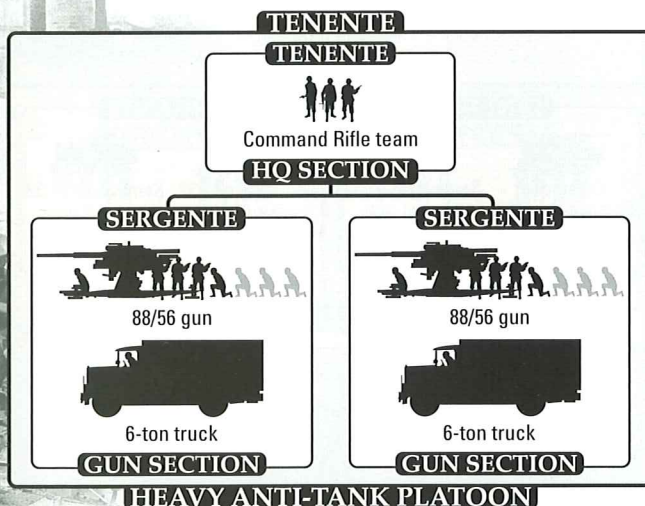 TENENTE
TENENTE
Command Rifle team
HQ SECTION
SERGENTE
88/56 gun
6-ton truck
GUN SECTION
SERGENTE
88/56 gun
6-ton truck
GUN SECTION
HEAVY ANTI-TANK PLATOON